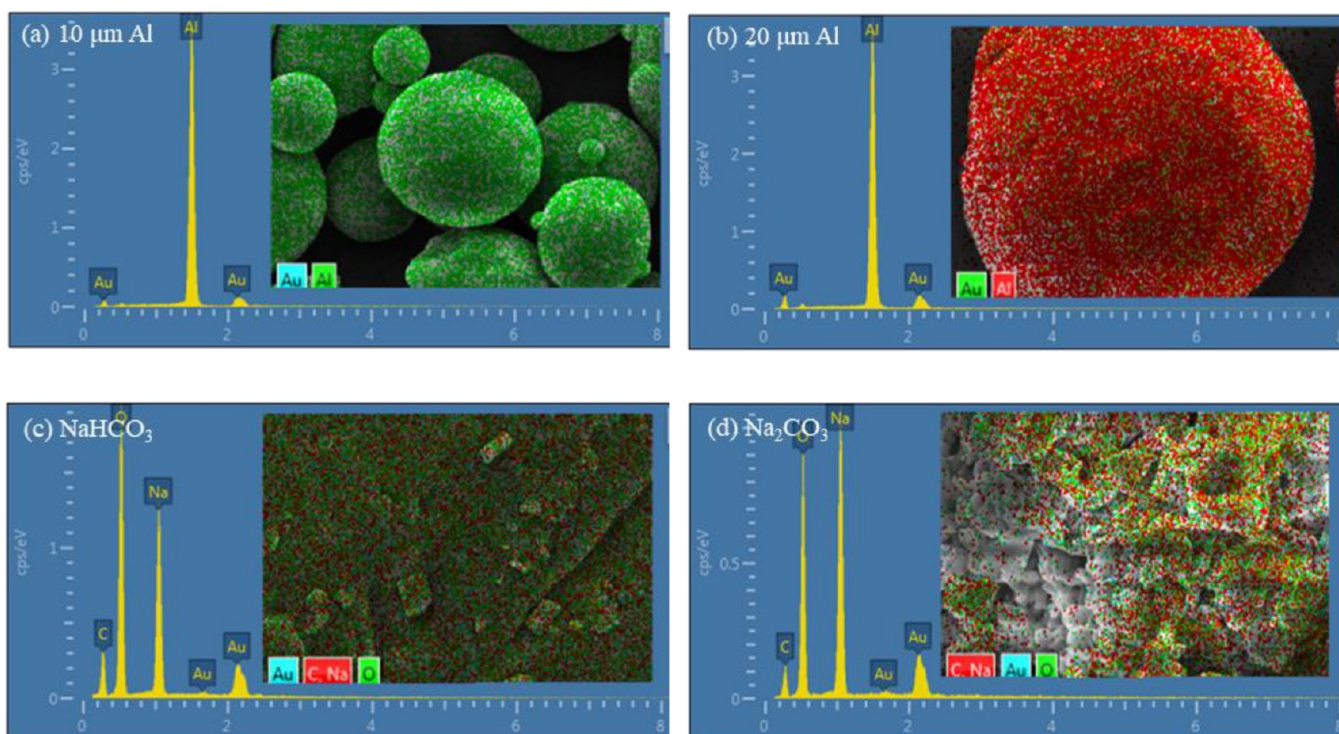 (a) 10 μm Al
Al
3
2
1
0
cps/eV
Au
Au
Au Al
0 2 4 6 8
(b) 20 μm Al
Al
3
2
1
0
cps/eV
Au
Au
Au Al
0 2 4 6
(c) NaHCO₃
O
Na
1
C
Au
Au
0
cps/eV
Au C, Na O
0 2 4 6 8
(d) Na₂CO₃
O
Na
0.5
C
Au
Au
0
cps/eV
C, Na Au O
0 2 4 6 8